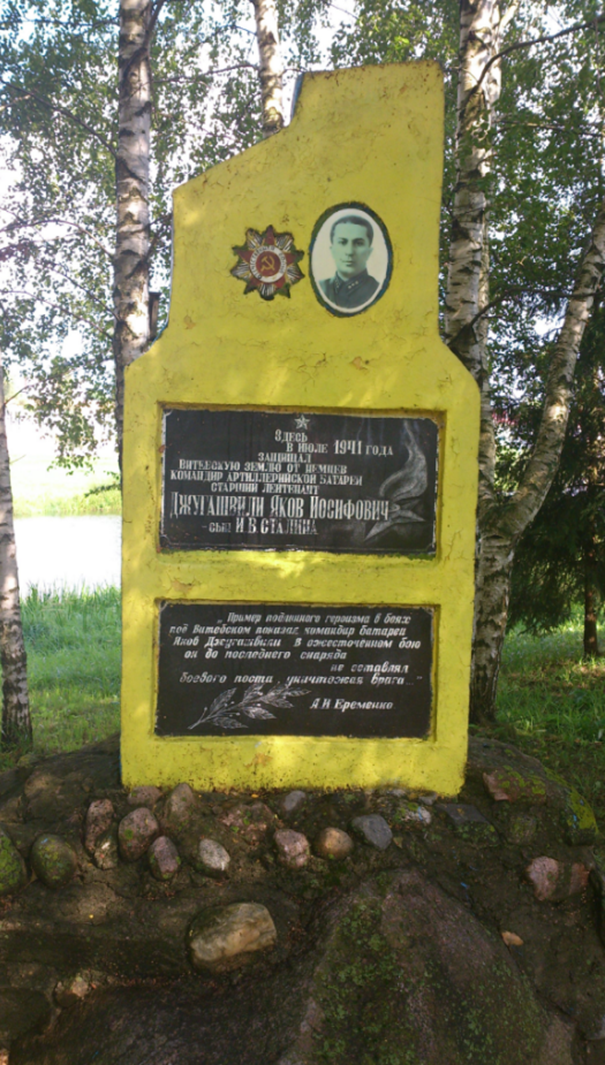 Здесь
в июле 1941 года
защищал
Витебскую землю от немцев
командир артиллерийской батареи
старший лейтенант
Джугашвили Яков Иосифович
-сын И В Сталина
„Пример подлинного героизма в боях
под Витебском показал командир батареи
Яков Джугашвили В ожесточённом бою
он до последнего снаряда
не оставлял
боевого поста, уничтожая врага..."
А.И Еременко